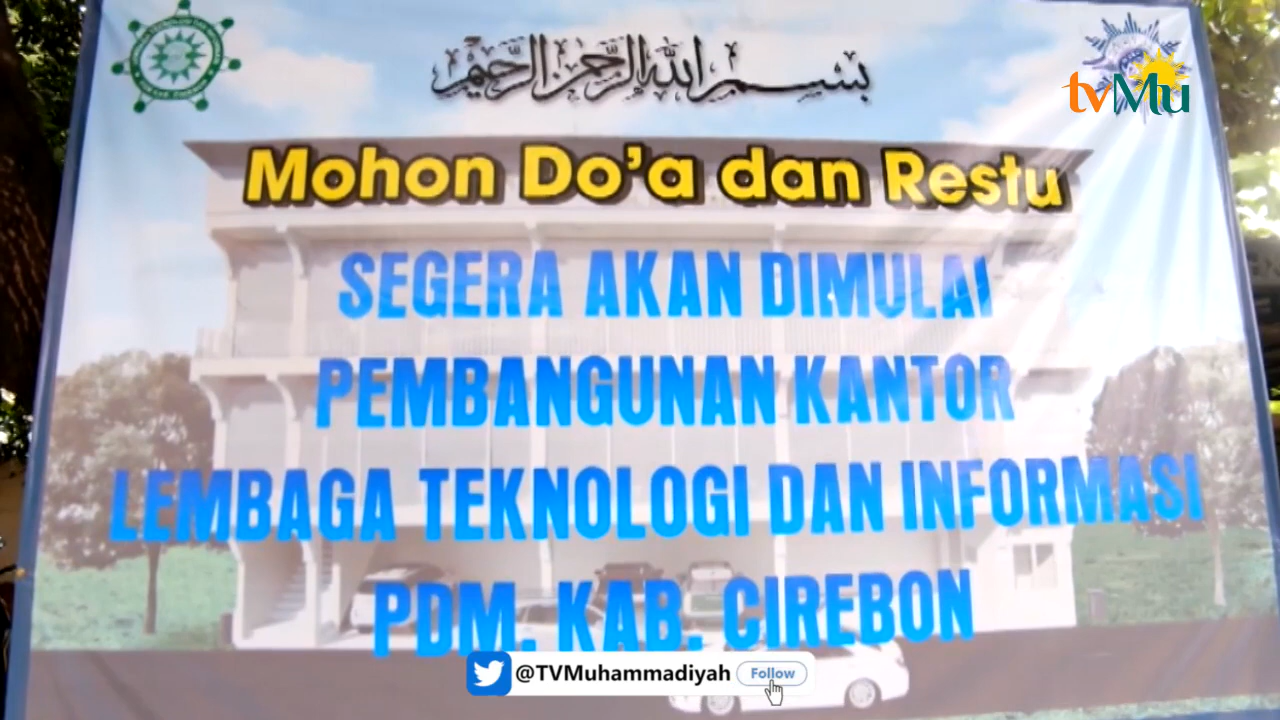 بسم الله الرحمن الرحيم
tvMu
Mohon Do'a dan Restu
SEGERA AKAN DIMULAI
PEMBANGUNAN KANTOR
LEMBAGA TEKNOLOGI DAN INFORMASI
PDM. KAB. CIREBON
@TVMuhammadiyah Follow